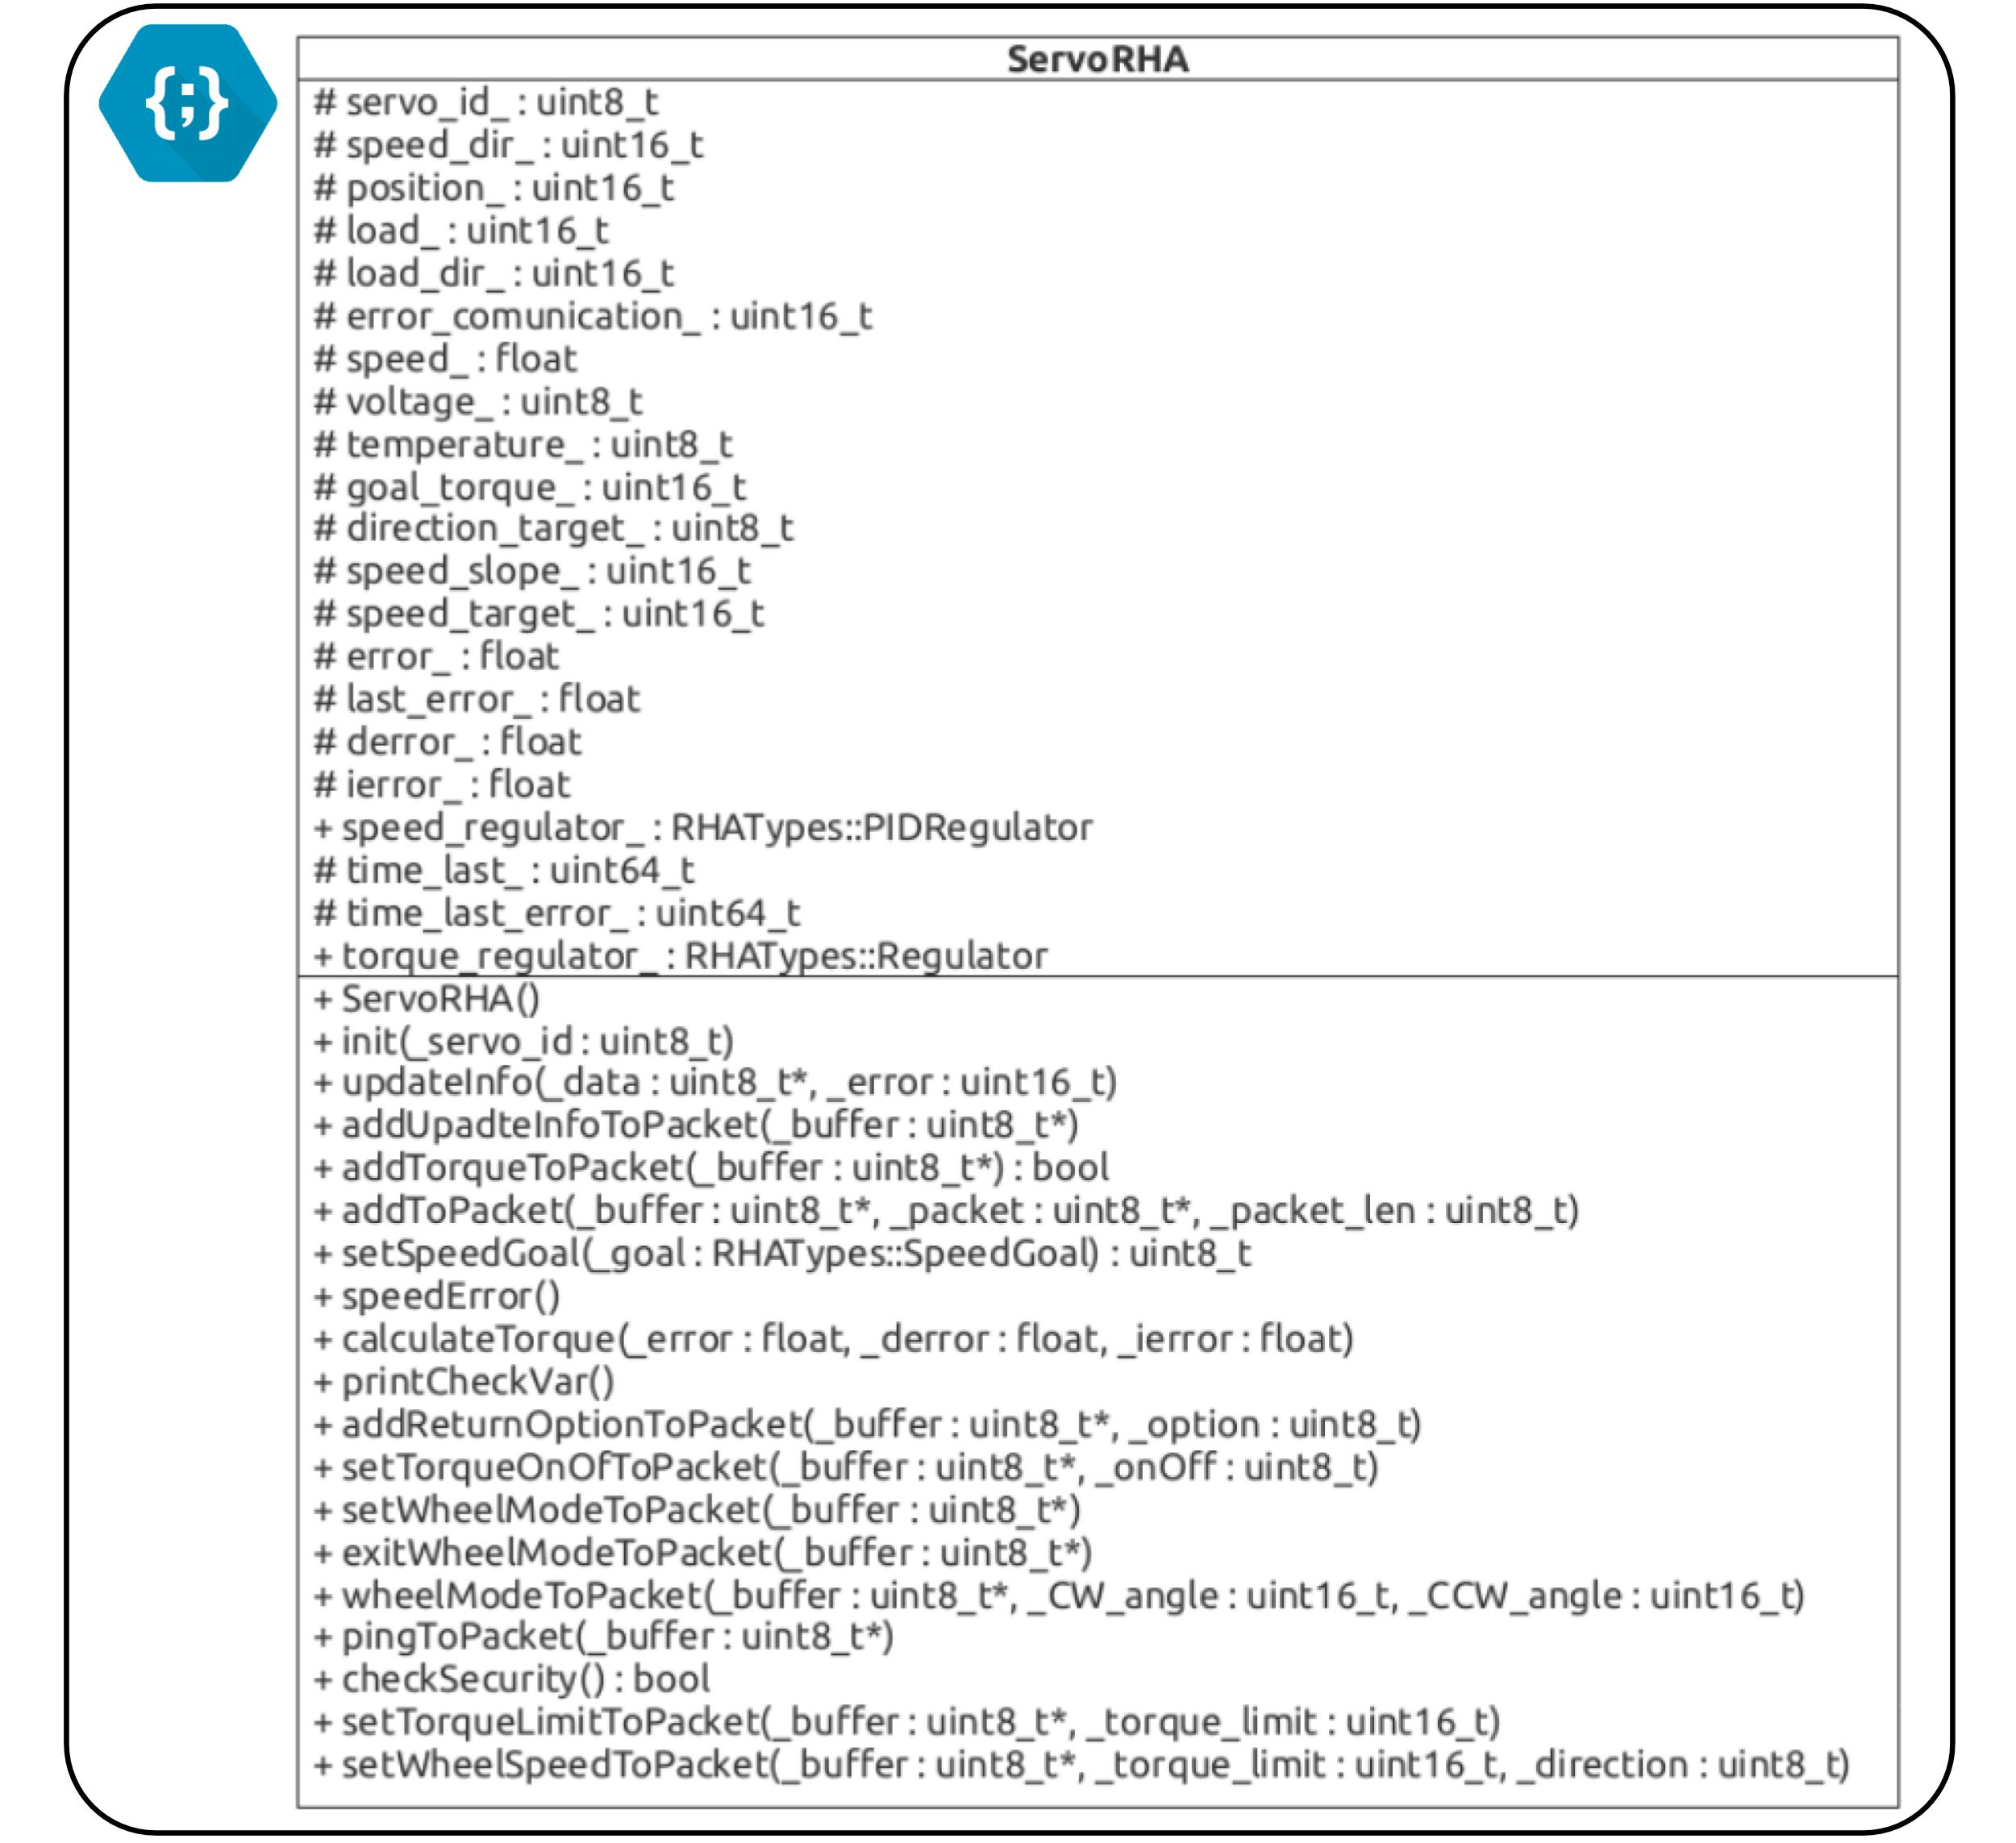 {;}
ServoRHA
# servo_id_ : uint8_t
# speed_dir_ : uint16_t
# position_ : uint16_t
# load_ : uint16_t
# load_dir_ : uint16_t
# error_comunication_ : uint16_t
# speed_ : float
# voltage_ : uint8_t
# temperature_ : uint8_t
# goal_torque_ : uint16_t
# direction_target_ : uint8_t
# speed_slope_ : uint16_t
# speed_target_ : uint16_t
# error_ : float
# last_error_ : float
# derror_ : float
# ierror_ : float
+ speed_regulator_ : RHATypes::PIDRegulator
# time_last_ : uint64_t
# time_last_error_ : uint64_t
+ torque_regulator_ : RHATypes::Regulator
+ ServoRHA()
+ init(_servo_id : uint8_t)
+ updateInfo(_data : uint8_t*, _error : uint16_t)
+ addUpadteInfoToPacket(_buffer : uint8_t*)
+ addTorqueToPacket(_buffer : uint8_t*) : bool
+ addToPacket(_buffer : uint8_t*, _packet : uint8_t*, _packet_len : uint8_t)
+ setSpeedGoal(_goal : RHATypes::SpeedGoal) : uint8_t
+ speedError()
+ calculateTorque(_error : float, _derror : float, _ierror : float)
+ printCheckVar()
+ addReturnOptionToPacket(_buffer : uint8_t*, _option : uint8_t)
+ setTorqueOnOfToPacket(_buffer : uint8_t*, _onOff : uint8_t)
+ setWheelModeToPacket(_buffer : uint8_t*)
+ exitWheelModeToPacket(_buffer : uint8_t*)
+ wheelModeToPacket(_buffer : uint8_t*, _CW_angle : uint16_t, _CCW_angle : uint16_t)
+ pingToPacket(_buffer : uint8_t*)
+ checkSecurity() : bool
+ setTorqueLimitToPacket(_buffer : uint8_t*, _torque_limit : uint16_t)
+ setWheelSpeedToPacket(_buffer : uint8_t*, _torque_limit : uint16_t, _direction : uint8_t)